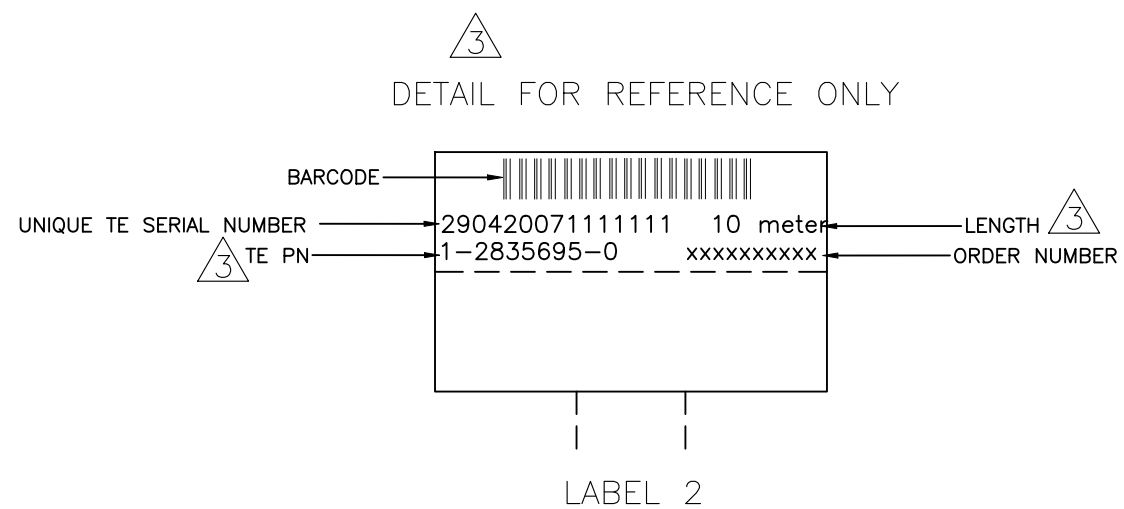 3
DETAIL FOR REFERENCE ONLY
BARCODE
UNIQUE TE SERIAL NUMBER 290420071111111 10 meter LENGTH 3
3 TE PN 1-2835695-0 xxxxxxxxxx ORDER NUMBER
LABEL 2